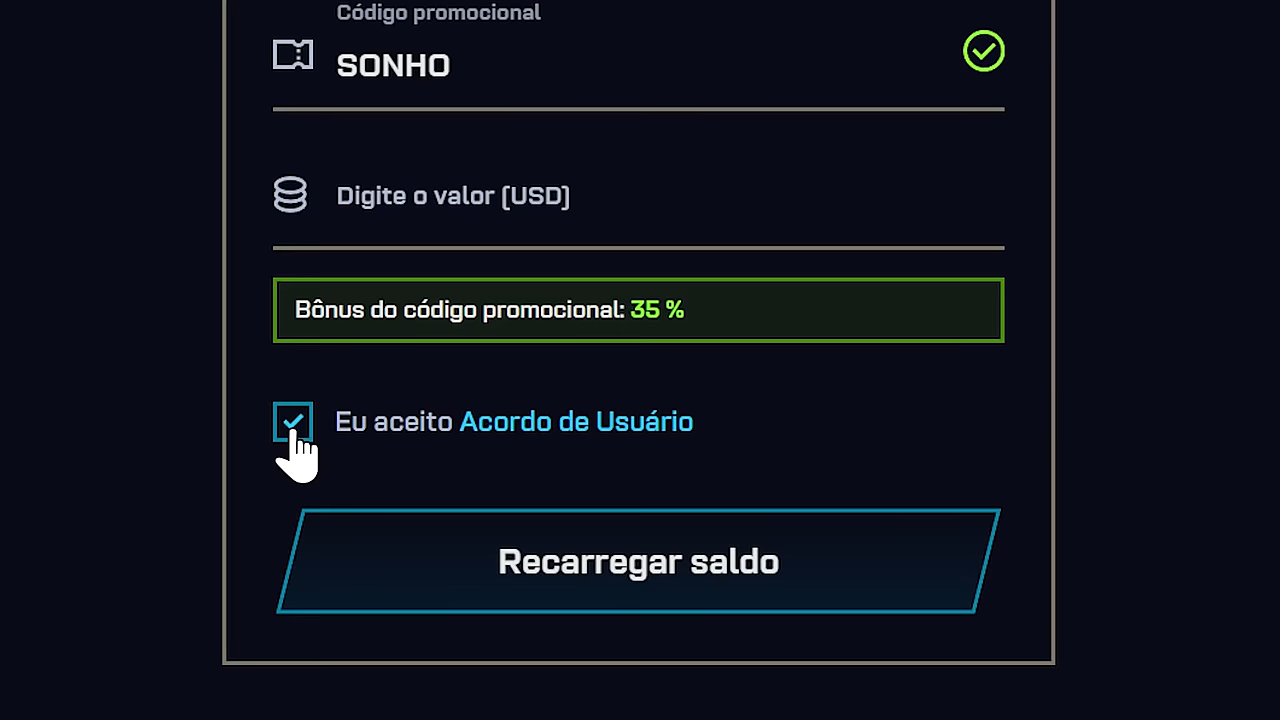 Código promocional
SONHO
Digite o valor (USD)
Bônus do código promocional: 35 %
Eu aceito Acordo de Usuário
Recarregar saldo